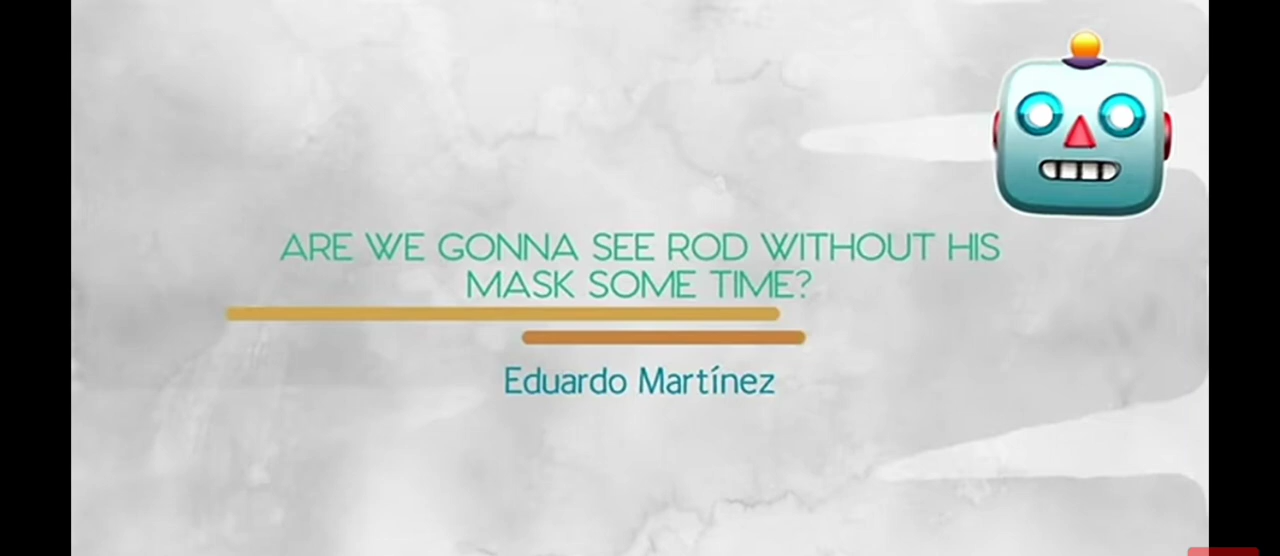 ARE WE GONNA SEE ROD WITHOUT HIS
MASK SOME TIME?
Eduardo Martínez